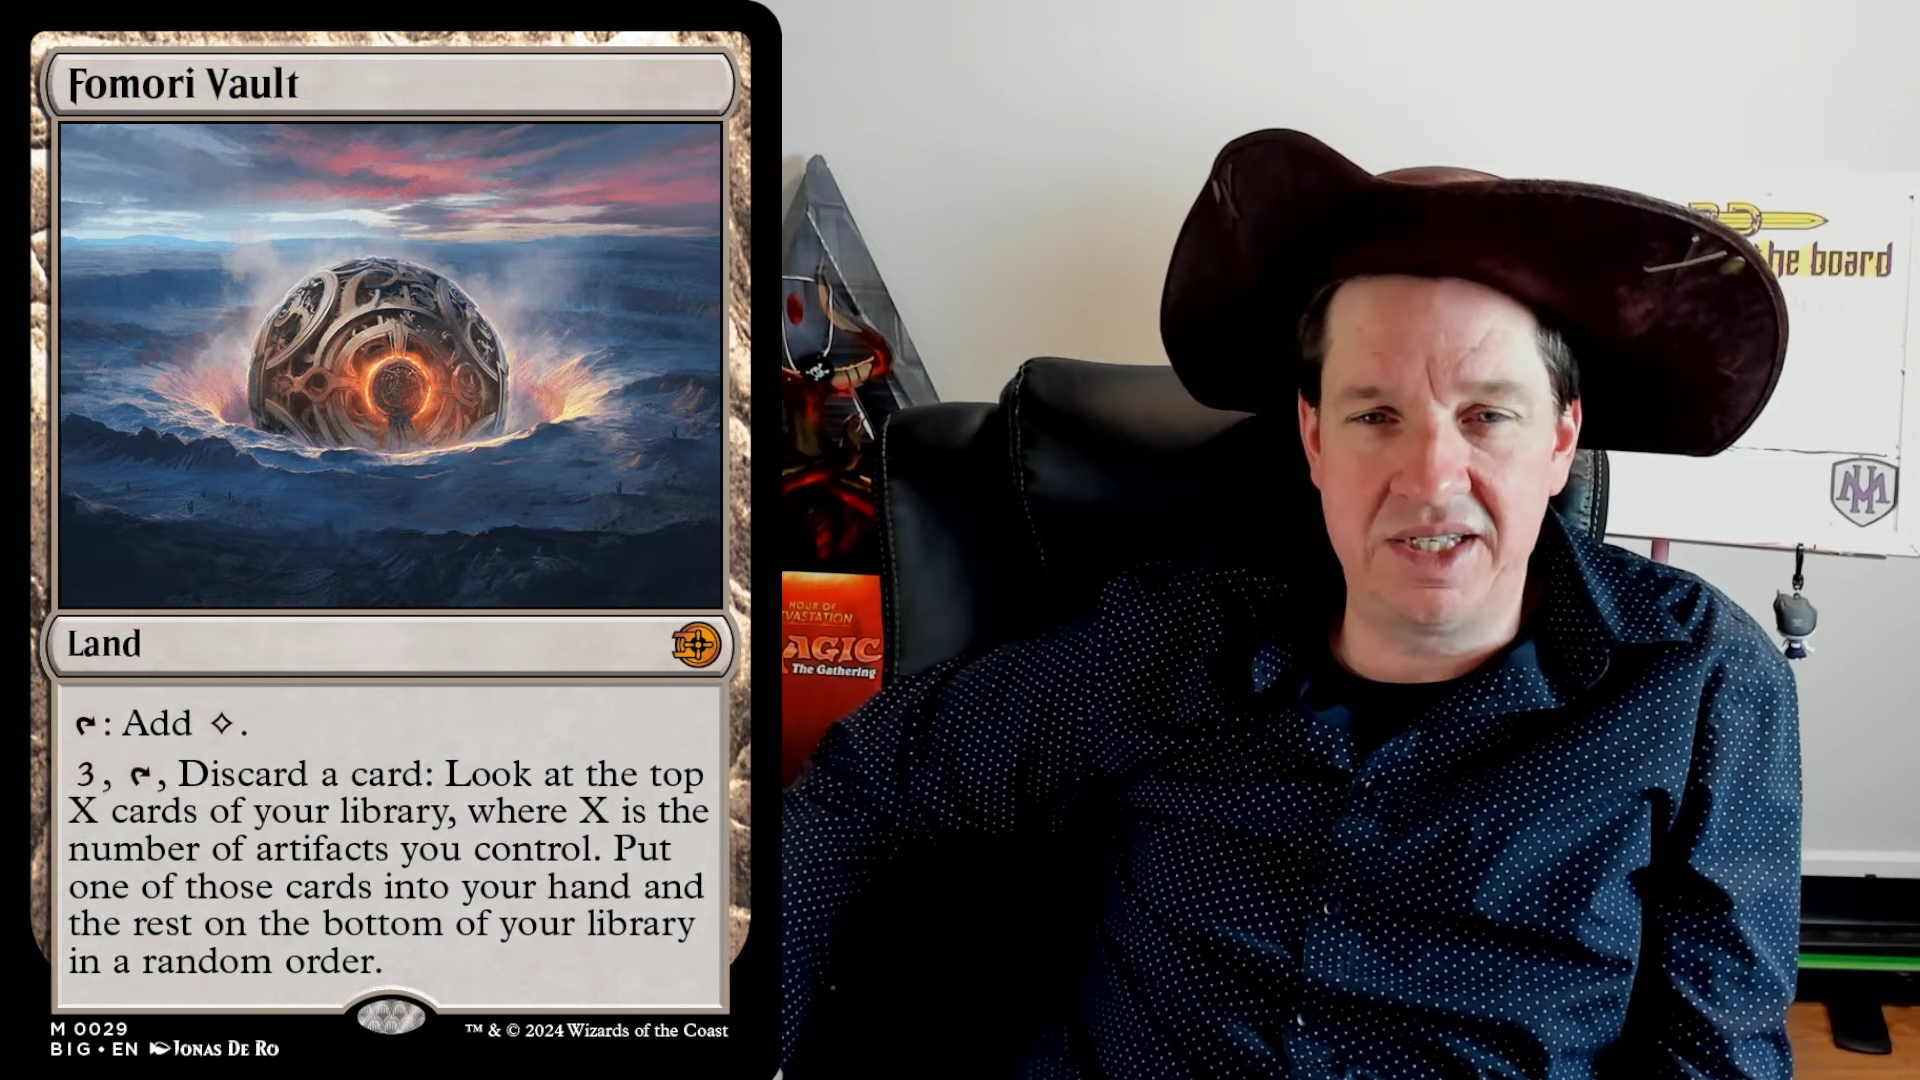 Fomori Vault
Land
: Add .
3, , Discard a card: Look at the top
X cards of your library, where X is the
number of artifacts you control. Put
one of those cards into your hand and
the rest on the bottom of your library
in a random order.
M 0029
BIG • EN JONAS DE RO
™ & © 2024 Wizards of the Coast
HOUR OF
AGIC
The Gathering
he board